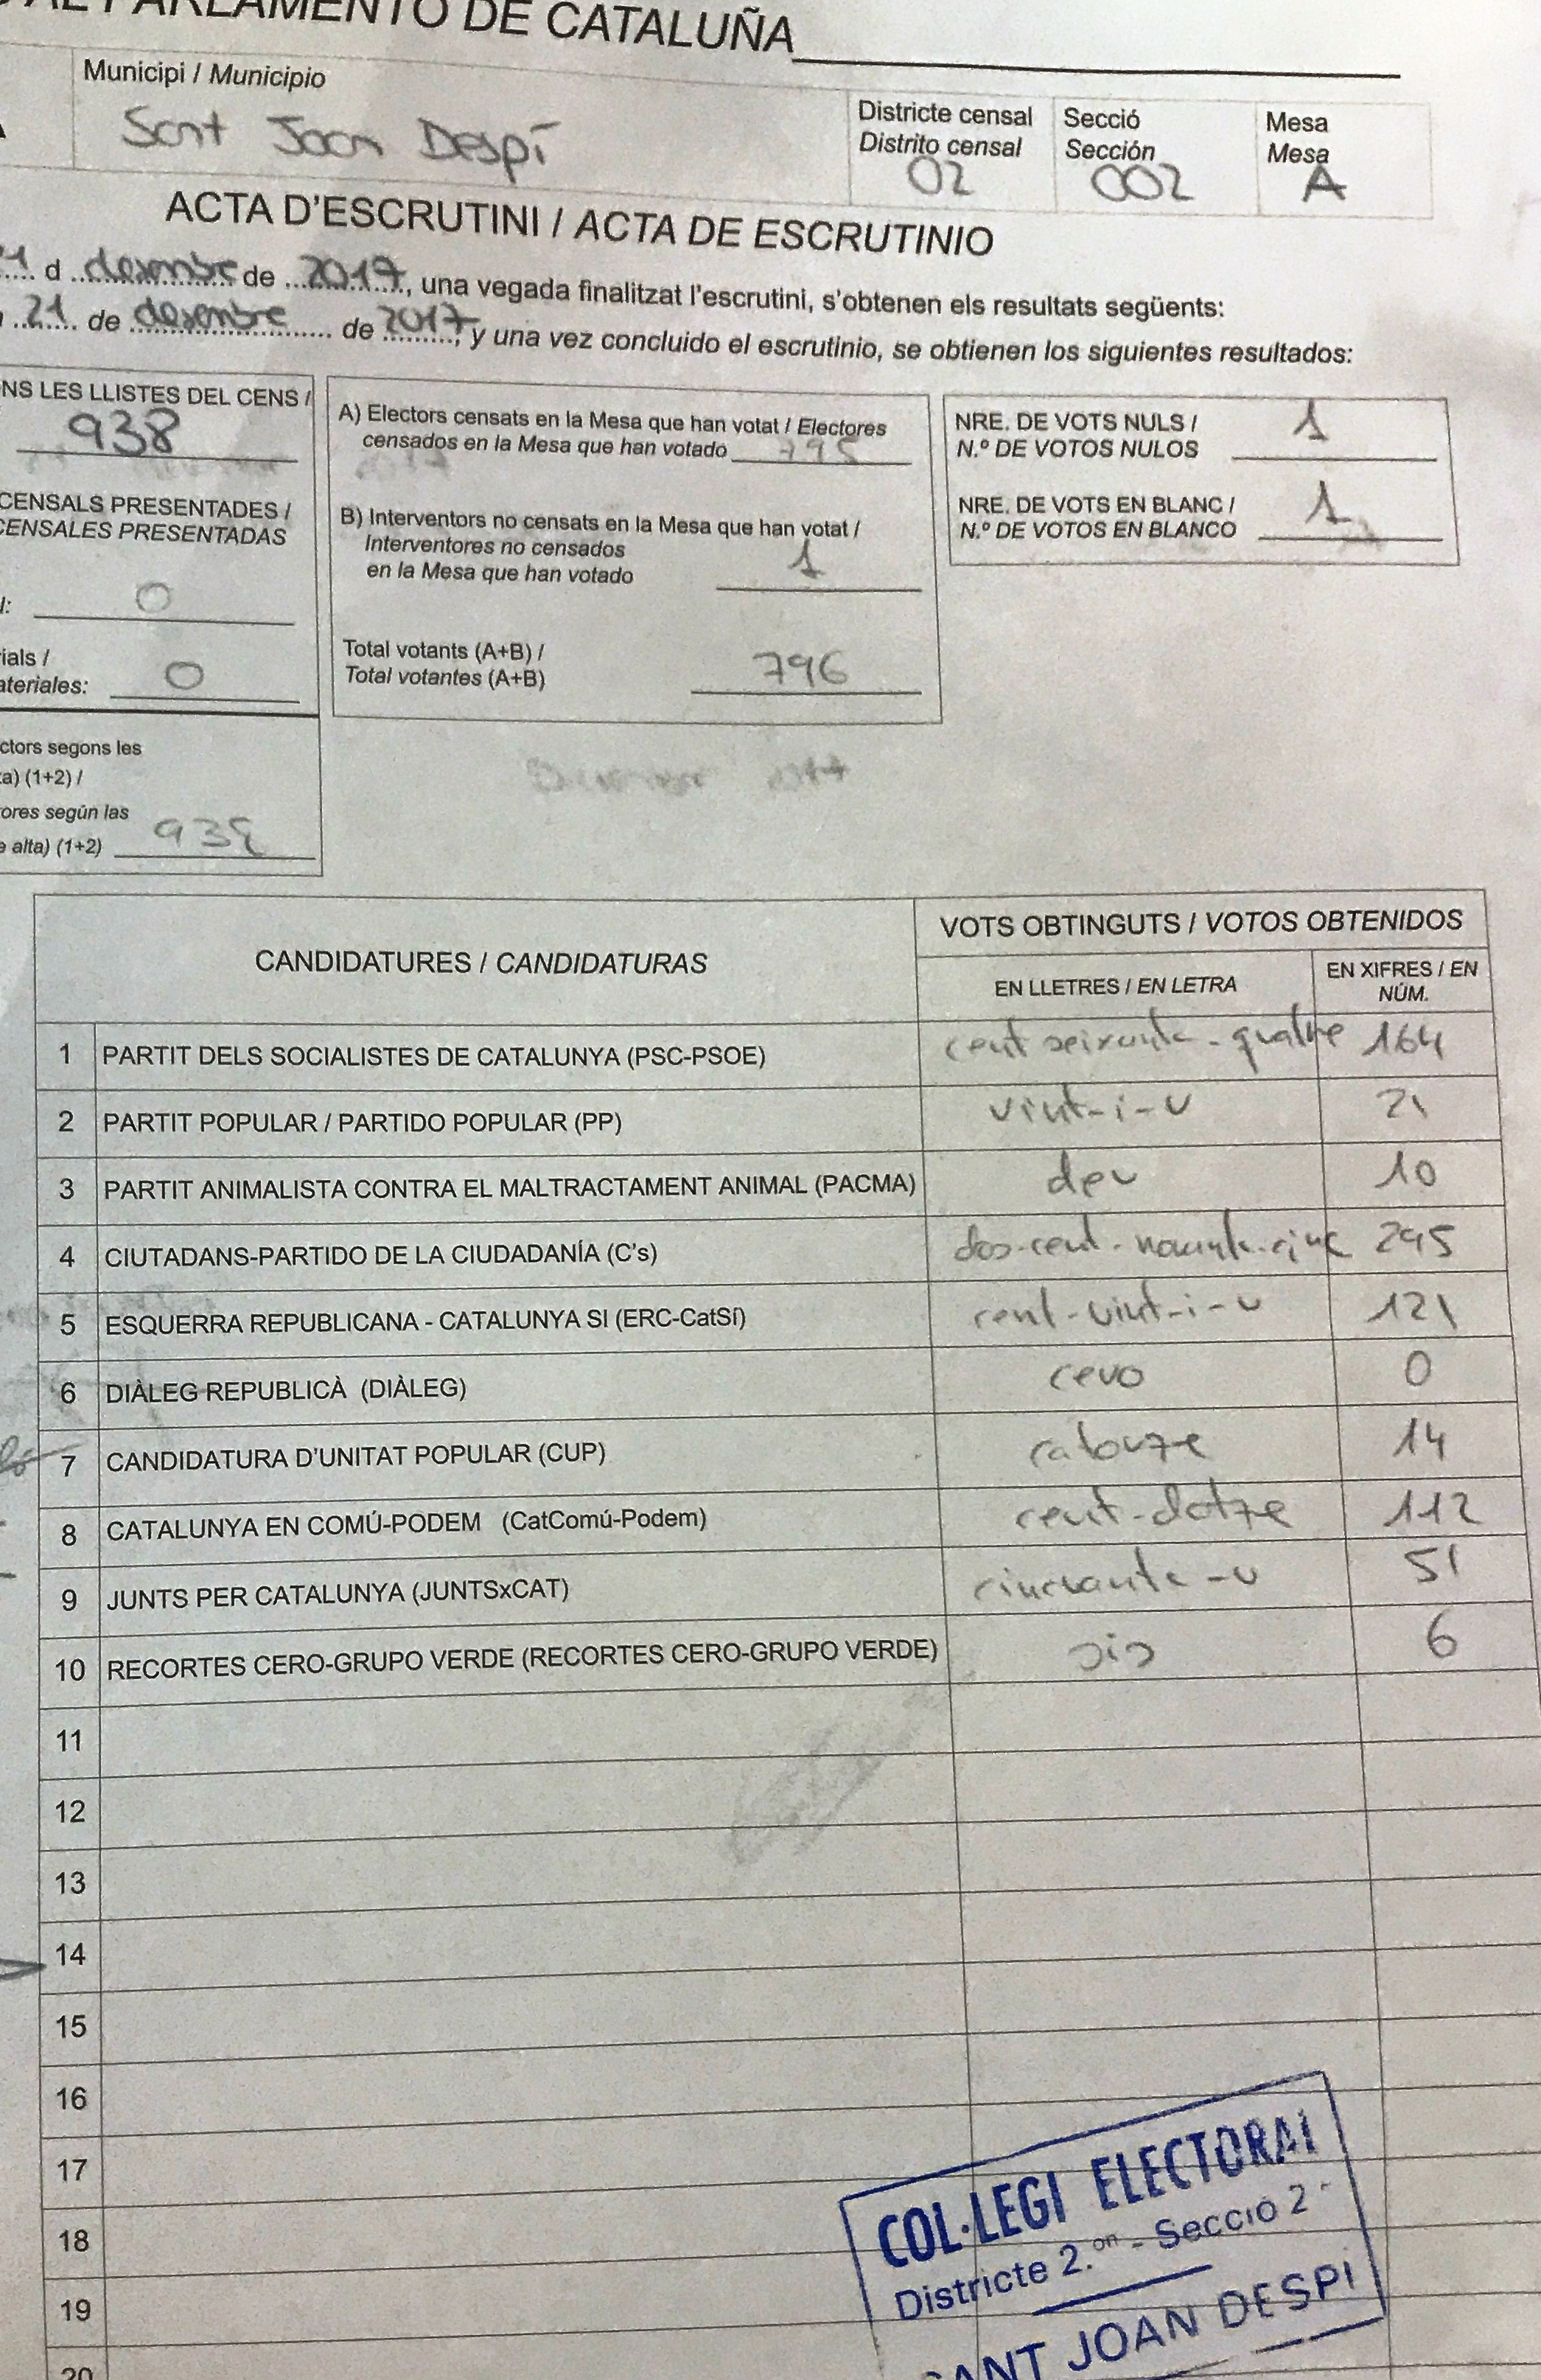 AL PARLAMENTO DE CATALUÑA
Municipi / Municipio
Sant Joan Despí
Districte censal
Distrito censal
02
Secció
Sección
002
Mesa
Mesa
A
ACTA D'ESCRUTINI / ACTA DE ESCRUTINIO
d desembre de 2017, una vegada finalitzat l'escrutini, s'obtenen els resultats següents:
21 de desembre de 2017, y una vez concluido el escrutinio, se obtienen los siguientes resultados:
NS LES LLISTES DEL CENS /
938
CENSALS PRESENTADES /
CENSALES PRESENTADAS
l: 0
rials /
ateriales: 0
ctors segons les
ta) (1+2) /
ores según las
e alta) (1+2) 938
A) Electors censats en la Mesa que han votat / Electores
censados en la Mesa que han votado 795
B) Interventors no censats en la Mesa que han votat /
Interventores no censados
en la Mesa que han votado 1
Total votants (A+B) /
Total votantes (A+B) 796
NRE. DE VOTS NULS /
N.º DE VOTOS NULOS 1
NRE. DE VOTS EN BLANC /
N.º DE VOTOS EN BLANCO 1
CANDIDATURES / CANDIDATURAS
VOTS OBTINGUTS / VOTOS OBTENIDOS
EN LLETRES / EN LETRA
EN XIFRES / EN NÚM.
1 PARTIT DELS SOCIALISTES DE CATALUNYA (PSC-PSOE) cent seixanta-quatre 164
2 PARTIT POPULAR / PARTIDO POPULAR (PP) vint-i-u 21
3 PARTIT ANIMALISTA CONTRA EL MALTRACTAMENT ANIMAL (PACMA) deu 10
4 CIUTADANS-PARTIDO DE LA CIUDADANÍA (C's) dos-cent-noranta-cinc 295
5 ESQUERRA REPUBLICANA - CATALUNYA SI (ERC-CatSí) cent-vint-i-u 121
6 DIÀLEG REPUBLICÀ (DIÀLEG) cero 0
7 CANDIDATURA D'UNITAT POPULAR (CUP) catorze 14
8 CATALUNYA EN COMÚ-PODEM (CatComú-Podem) cent-dotze 112
9 JUNTS PER CATALUNYA (JUNTSxCAT) cincuanta-u 51
10 RECORTES CERO-GRUPO VERDE (RECORTES CERO-GRUPO VERDE) sis 6
11
12
13
14
15
16
17
18
19
20
COL·LEGI ELECTORAL
Districte 2.on - Secció 2
SANT JOAN DESPI